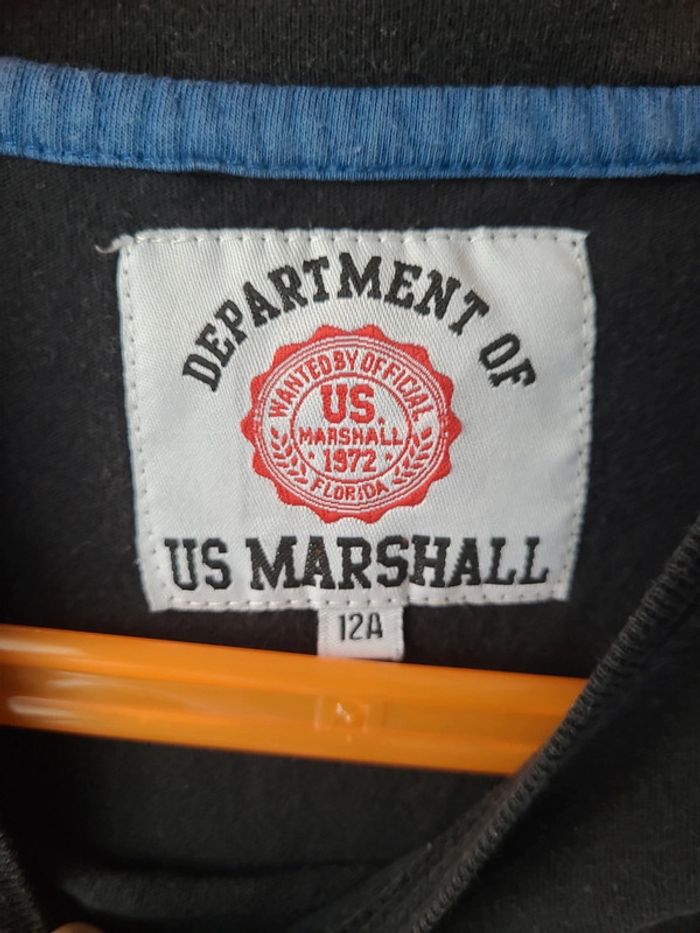 DEPARTMENT OF
WANTED BY OFFICIAL
US.
MARSHALL
1972
FLORIDA
US MARSHALL
12A